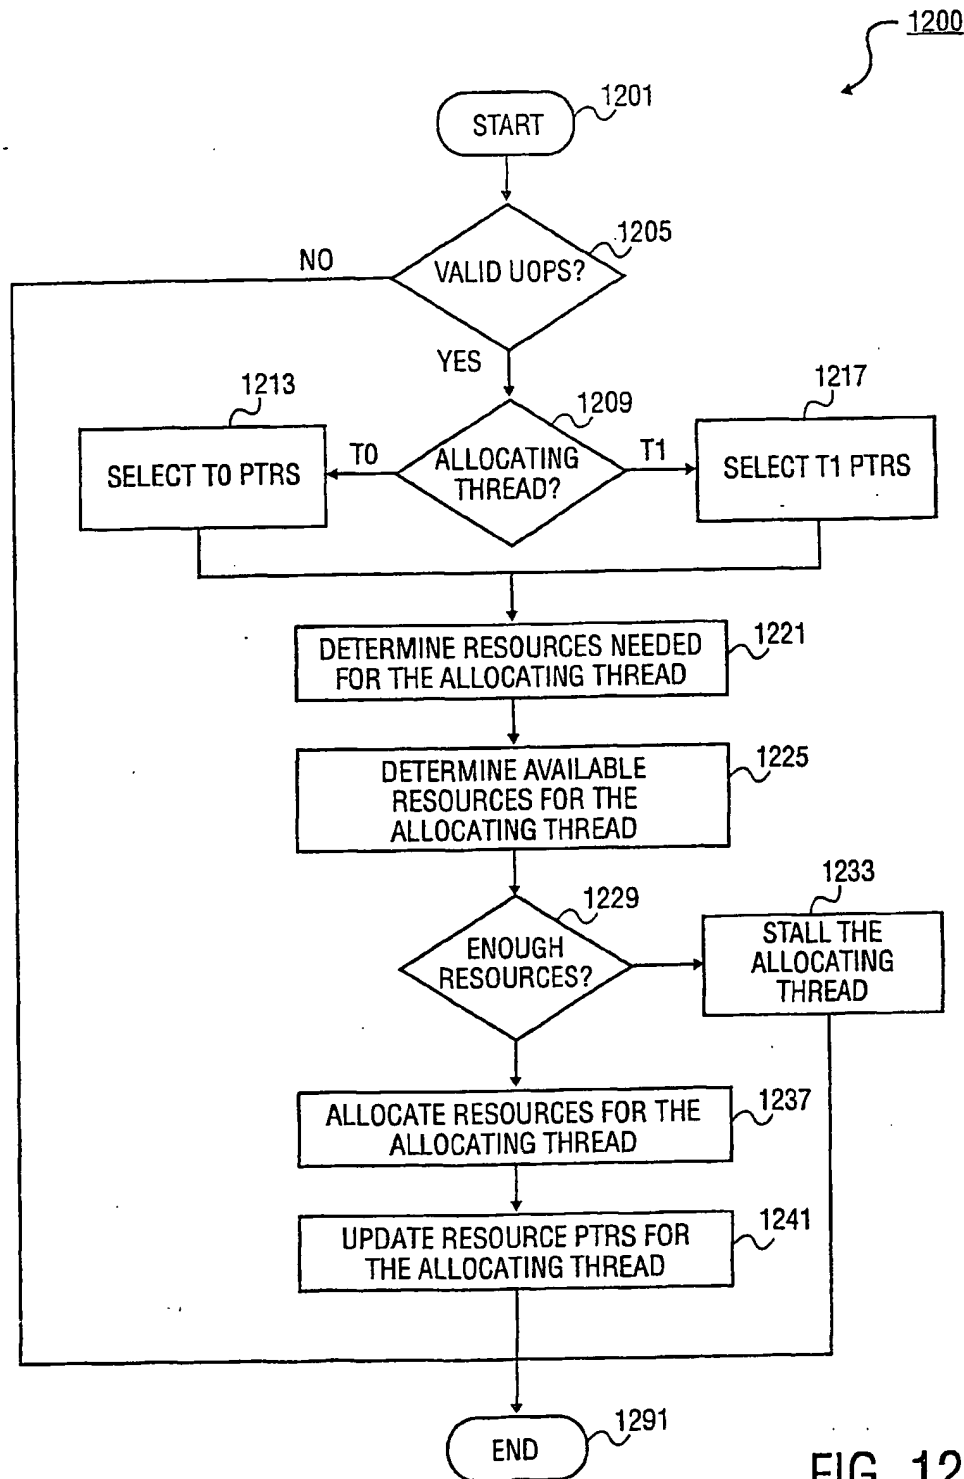 1200
1201
START
1205
NO
VALID UOPS?
YES
1213
1209
1217
SELECT T0 PTRS
T0
ALLOCATING
THREAD?
T1
SELECT T1 PTRS
DETERMINE RESOURCES NEEDED
FOR THE ALLOCATING THREAD
1221
DETERMINE AVAILABLE
RESOURCES FOR THE
ALLOCATING THREAD
1225
1229
ENOUGH
RESOURCES?
1233
STALL THE
ALLOCATING
THREAD
ALLOCATE RESOURCES FOR THE
ALLOCATING THREAD
1237
UPDATE RESOURCE PTRS FOR
THE ALLOCATING THREAD
1241
1291
END
FIG. 12